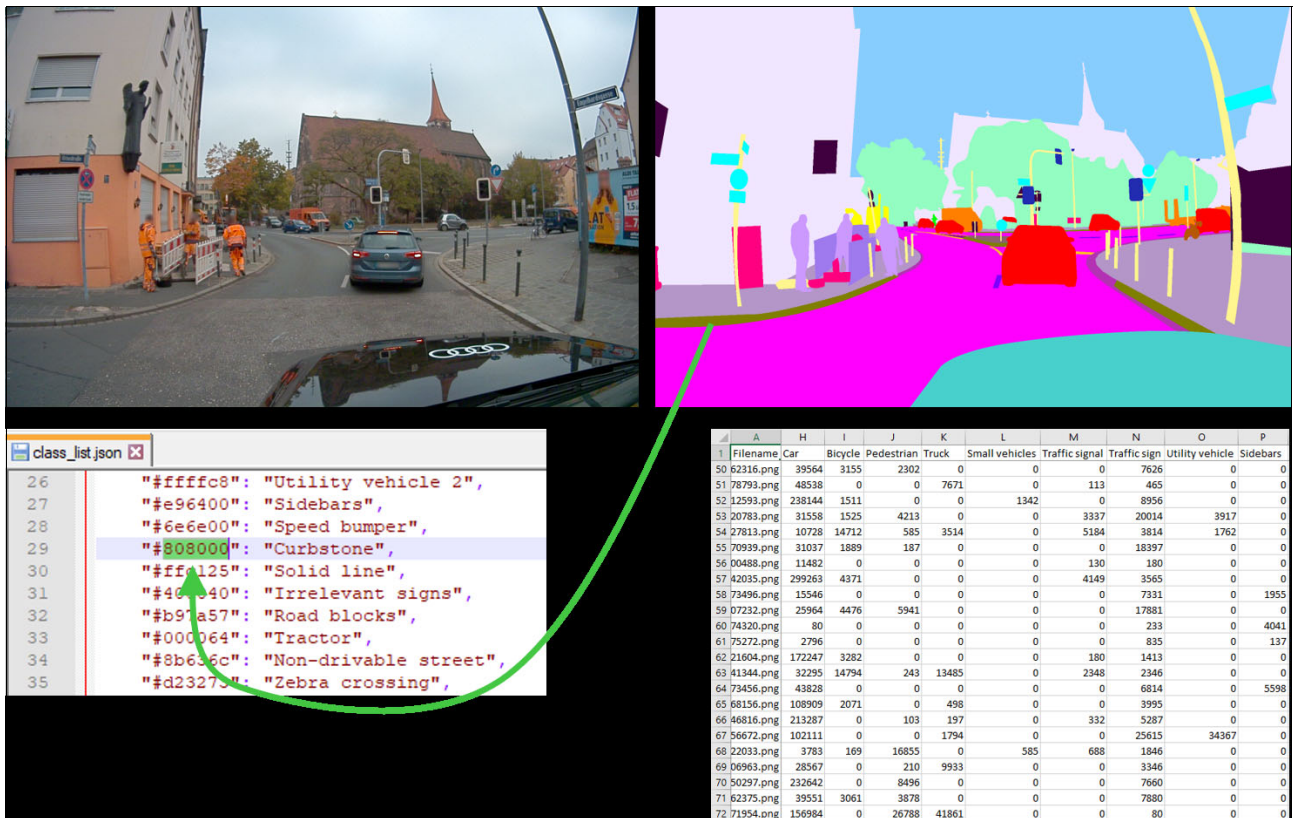 LAT
1.5
class_list.json
26 "#ffffc8": "Utility vehicle 2",
27 "#e96400": "Sidebars",
28 "#6e6e00": "Speed bumper",
29 "#808000": "Curbstone",
30 "#ffc125": "Solid line",
31 "#400040": "Irrelevant signs",
32 "#b97a57": "Road blocks",
33 "#000064": "Tractor",
34 "#8b636c": "Non-drivable street",
35 "#d23273": "Zebra crossing",
A H I J K L M N O P
1 Filename Car Bicycle Pedestrian Truck Small vehicles Traffic signal Traffic sign Utility vehicle Sidebars
50 62316.png 39564 3155 2302 0 0 0 7626 0 0
51 78793.png 48538 0 0 7671 0 113 465 0 0
52 12593.png 238144 1511 0 0 1342 0 8956 0 0
53 20783.png 31558 1525 4213 0 0 3337 20014 3917 0
54 27813.png 10728 14712 585 3514 0 5184 3814 1762 0
55 70939.png 31037 1889 187 0 0 0 18397 0 0
56 00488.png 11482 0 0 0 0 130 180 0 0
57 42035.png 299263 4371 0 0 0 4149 3565 0 0
58 73496.png 15546 0 0 0 0 0 7331 0 1955
59 07232.png 25964 4476 5941 0 0 0 17881 0 0
60 74320.png 80 0 0 0 0 0 233 0 4041
61 75272.png 2796 0 0 0 0 0 835 0 137
62 21604.png 172247 3282 0 0 0 180 1413 0 0
63 41344.png 32295 14794 243 13485 0 2348 2346 0 0
64 73456.png 43828 0 0 0 0 0 6814 0 5598
65 68156.png 108909 2071 0 498 0 0 3995 0 0
66 46816.png 213287 0 103 197 0 332 5287 0 0
67 56672.png 102111 0 0 1794 0 0 25615 34367 0
68 22033.png 3783 169 16855 0 585 688 1846 0 0
69 06963.png 28567 0 210 9933 0 0 3346 0 0
70 50297.png 232642 0 8496 0 0 0 7660 0 0
71 62375.png 39551 3061 3878 0 0 0 7880 0 0
72 71954.png 156984 0 26788 41861 0 0 80 0 0